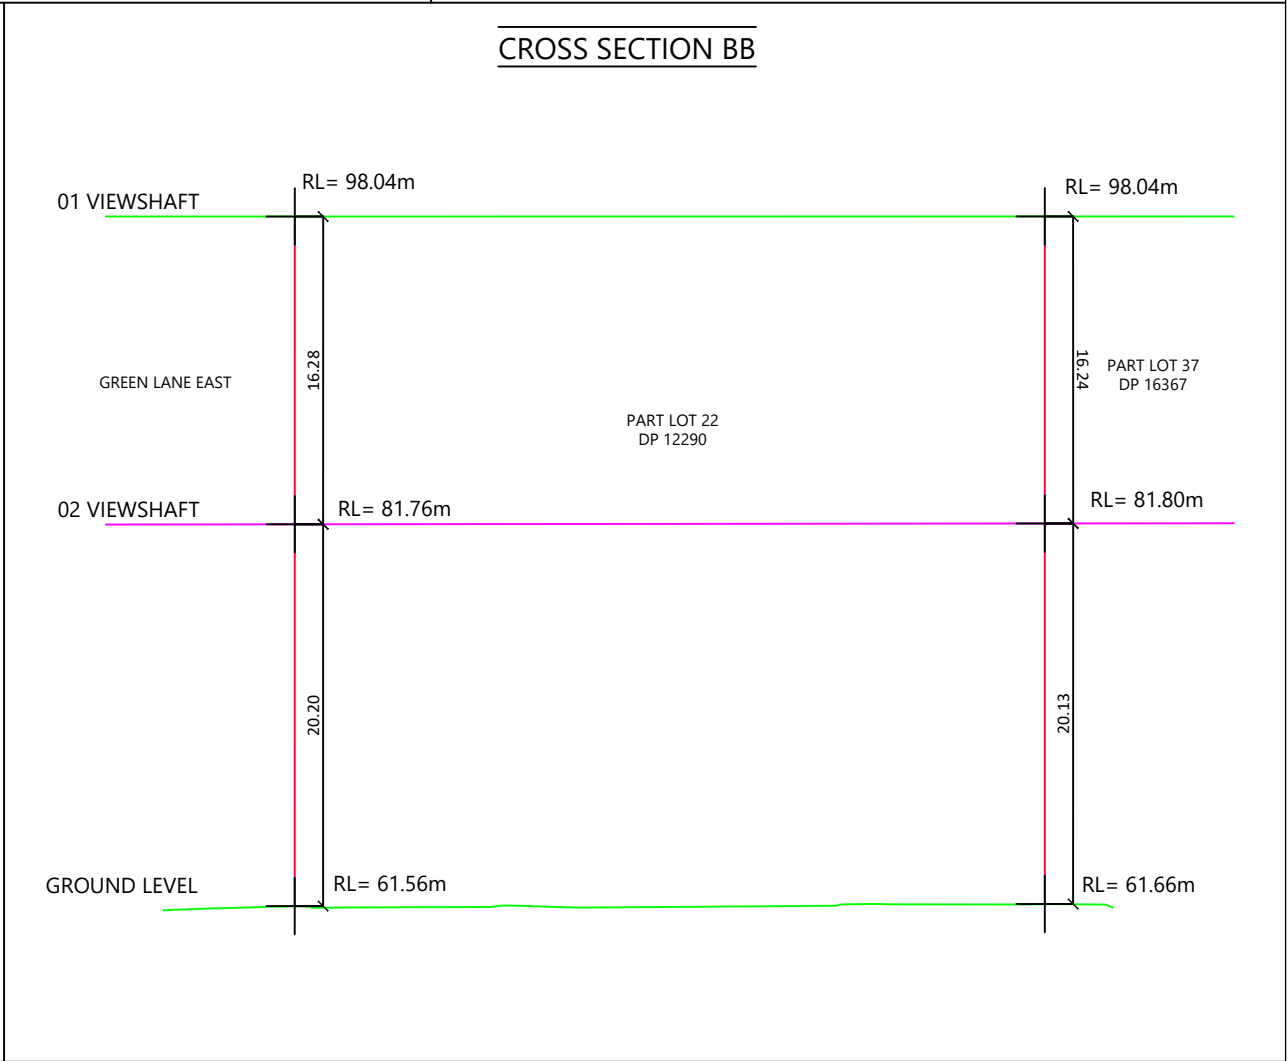 CROSS SECTION BB
01 VIEWSHAFT
RL= 98.04m
RL= 98.04m
16.28
16.24
GREEN LANE EAST
PART LOT 37
DP 16367
PART LOT 22
DP 12290
02 VIEWSHAFT
RL= 81.76m
RL= 81.80m
20.20
20.13
GROUND LEVEL
RL= 61.56m
RL= 61.66m